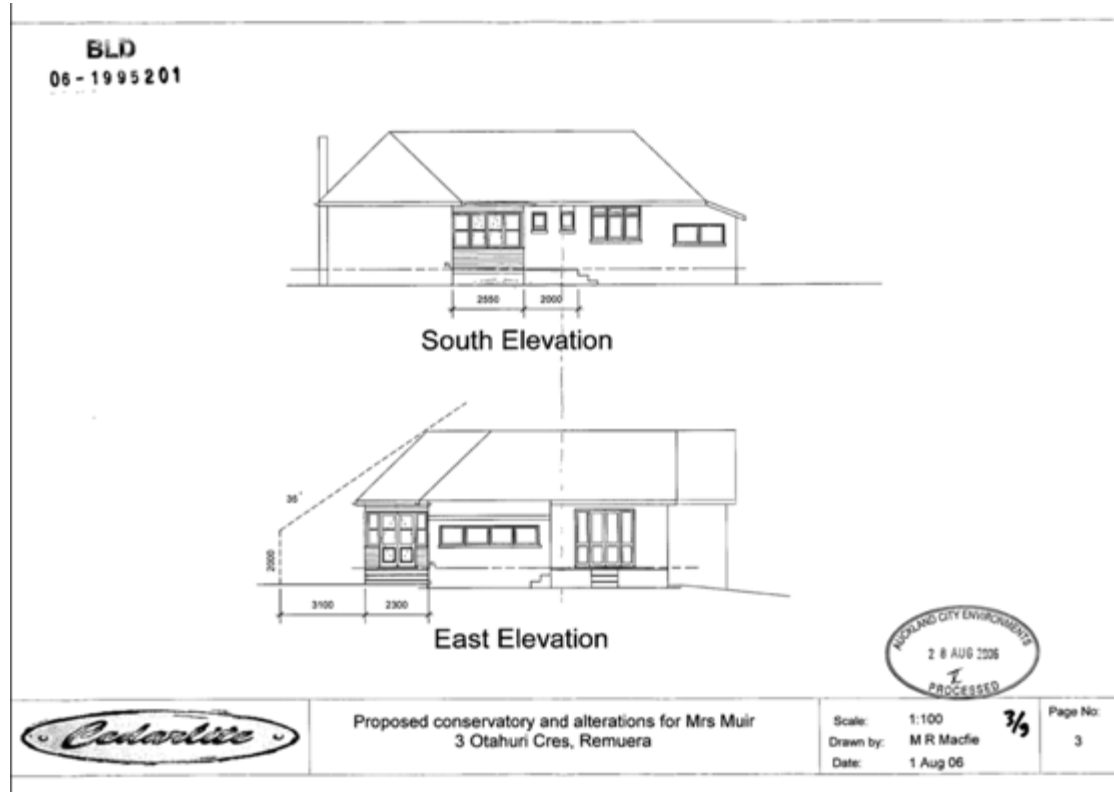 BLD
06-1995201
2550
2000
South Elevation
35°
2000
3100
2300
East Elevation
AUCKLAND CITY ENVIRONMENTS
28 AUG 2006
PROCESSED
Cedarlite
Proposed conservatory and alterations for Mrs Muir
3 Otahuri Cres, Remuera
Scale: 1:100
Drawn by: M R Macfie
Date: 1 Aug 06
3/9
Page No:
3